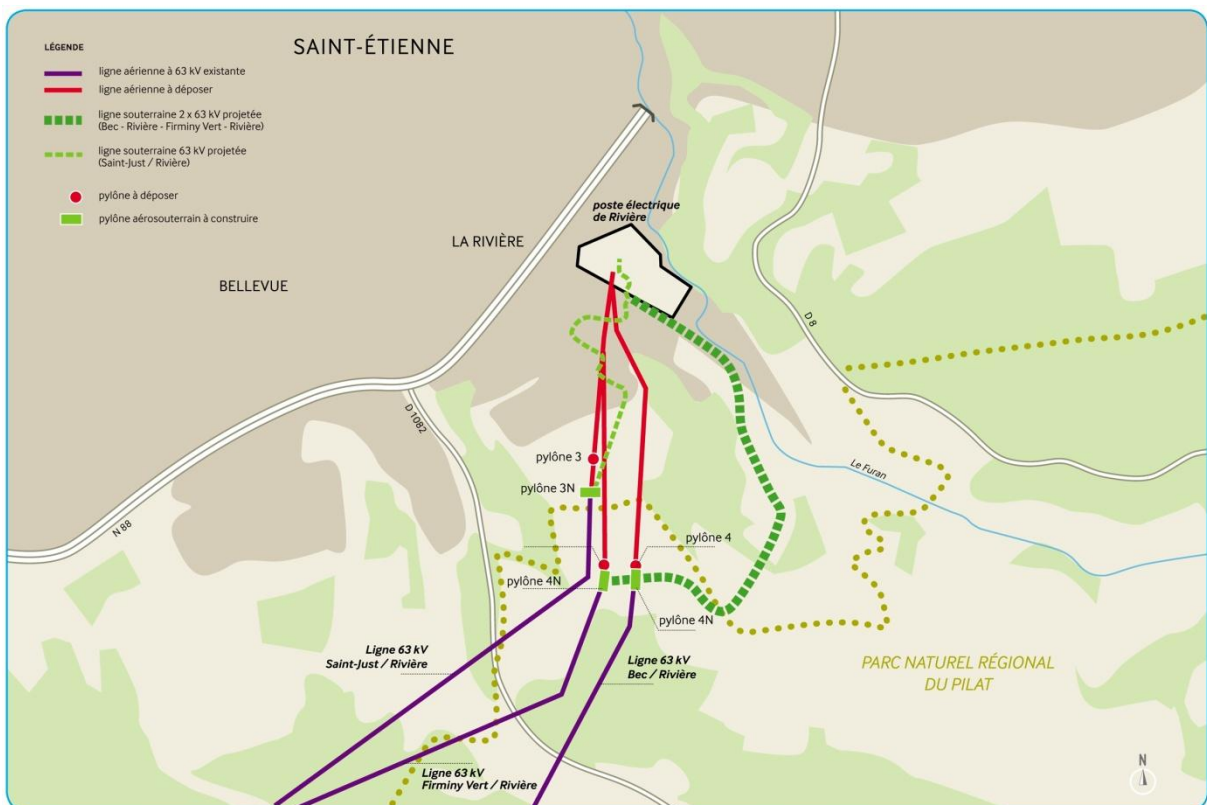 SAINT-ÉTIENNE
LÉGENDE
ligne aérienne à 63 kV existante
ligne aérienne à déposer
ligne souterraine 2 x 63 kV projetée
(Bec - Rivière - Firminy Vert - Rivière)
ligne souterraine 63 kV projetée
(Saint-Just / Rivière)
pylône à déposer
pylône aérosouterrain à construire
poste électrique
de Rivière
LA RIVIÈRE
BELLEVUE
D 8
D 1082
N 88
Le Furan
pylône 3
pylône 3N
pylône 4
pylône 4N
pylône 4N
Ligne 63 kV
Saint-Just / Rivière
Ligne 63 kV
Bec / Rivière
PARC NATUREL RÉGIONAL
DU PILAT
Ligne 63 kV
Firminy Vert / Rivière
N